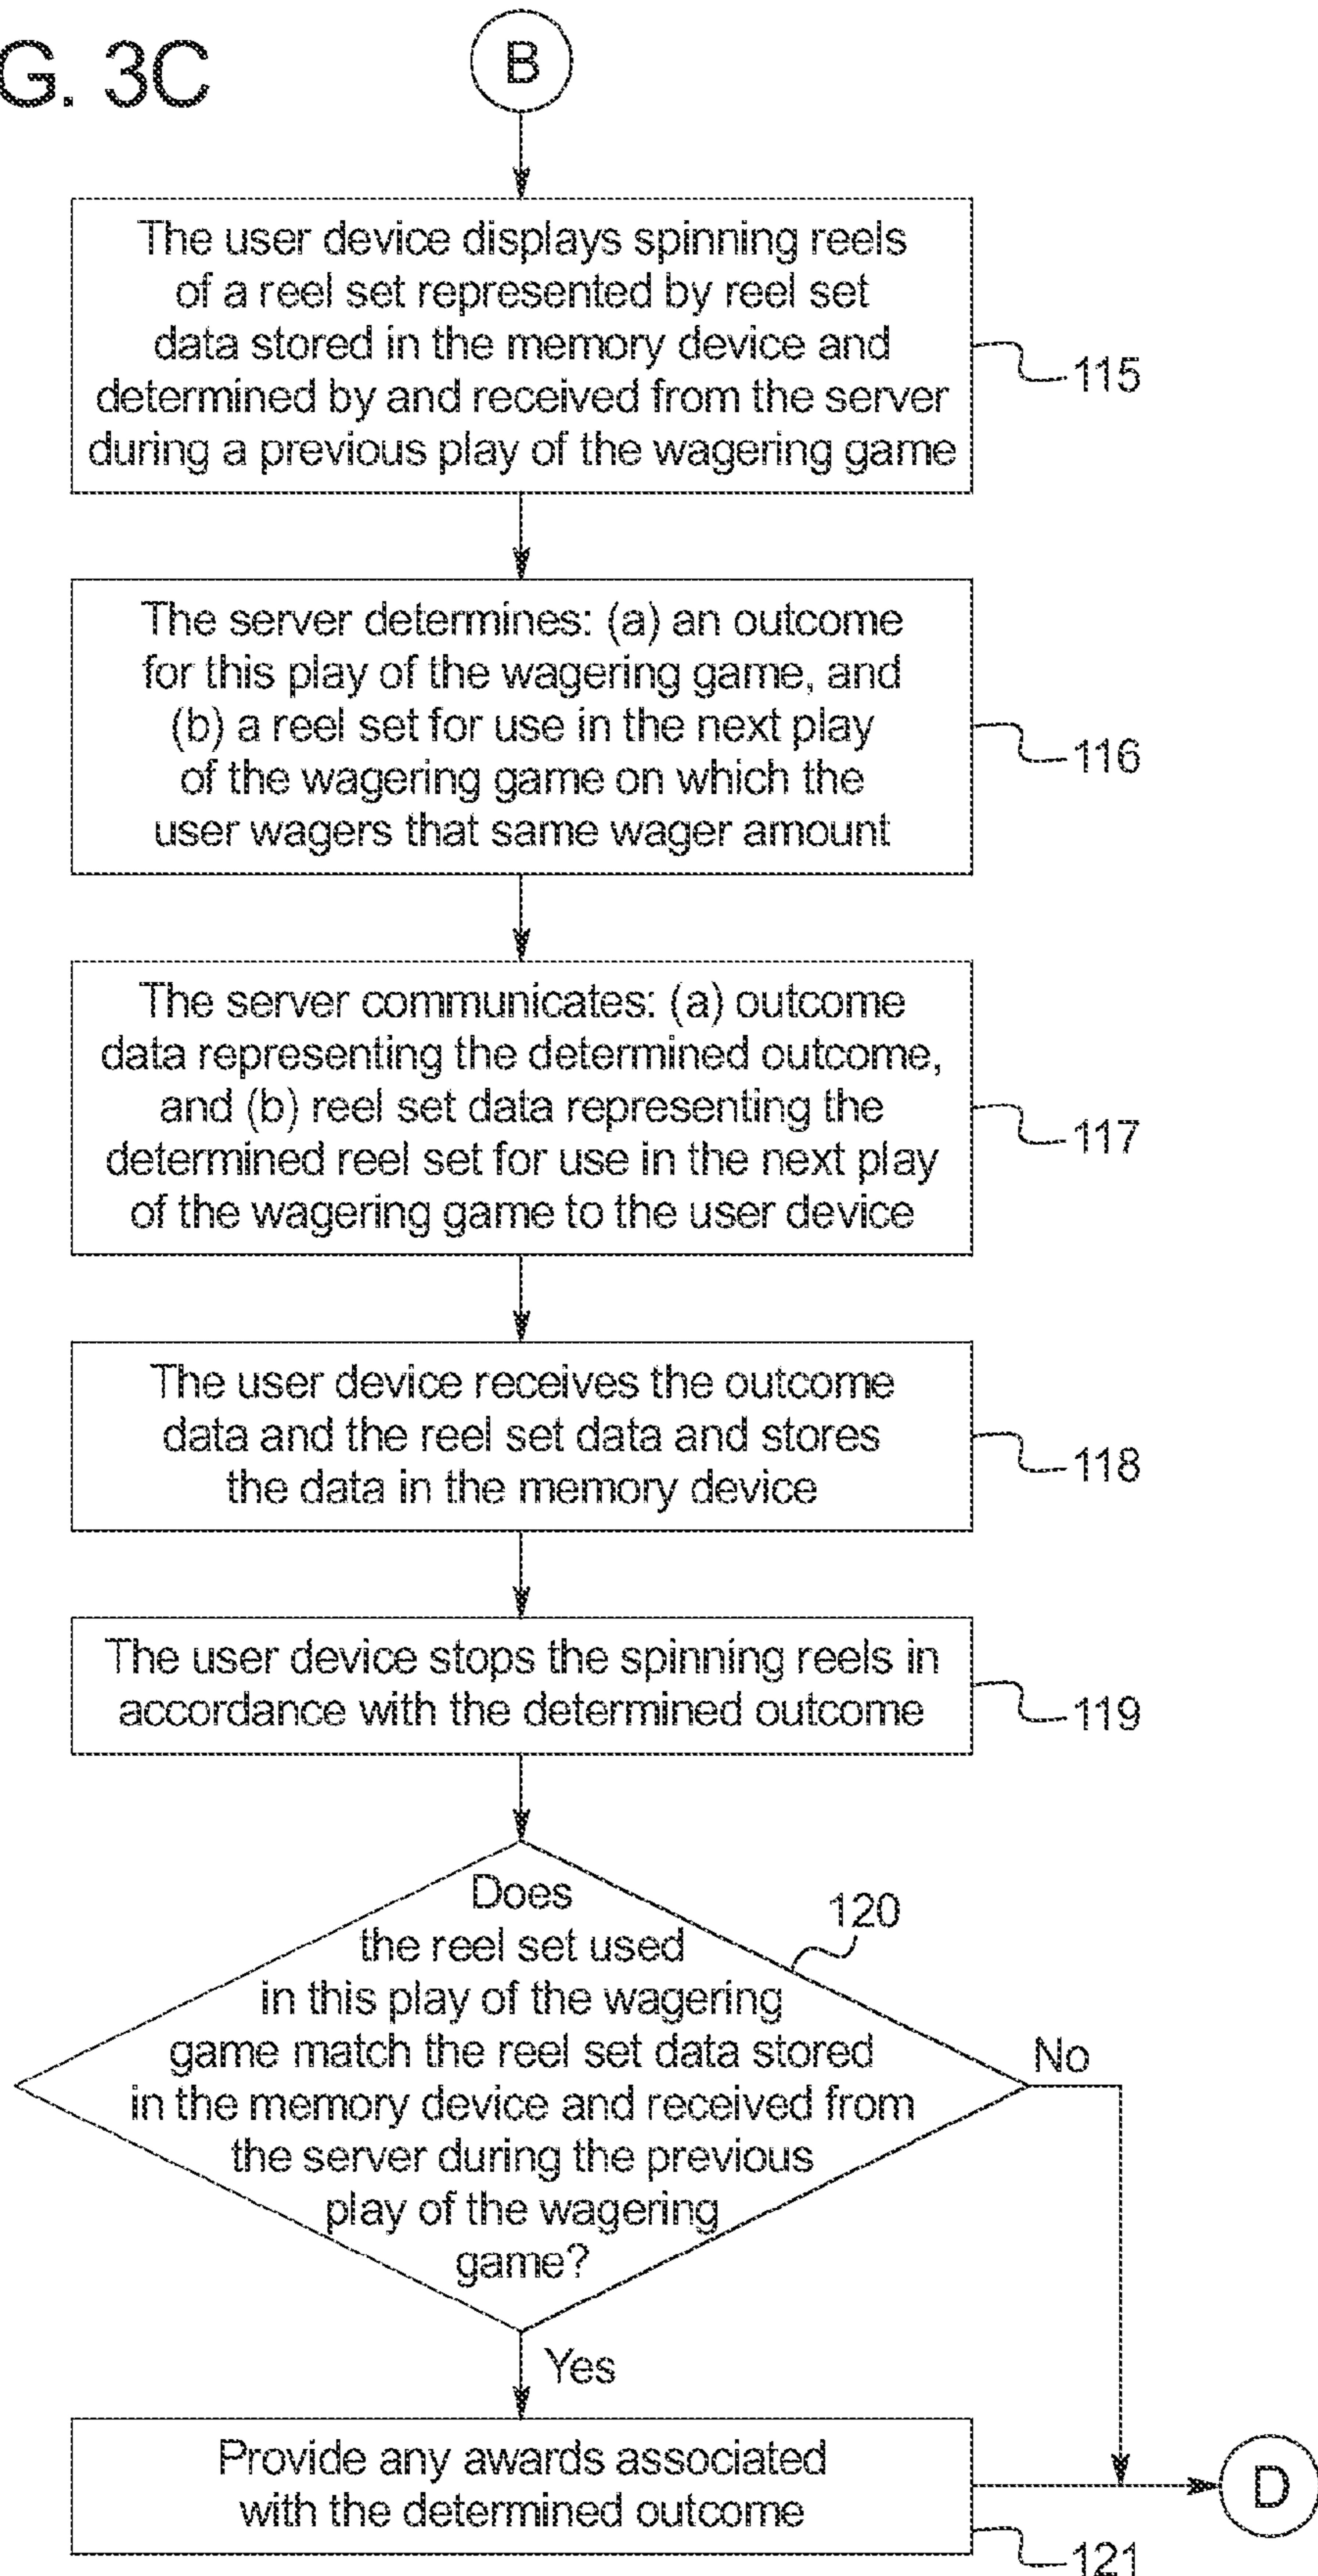 G. 3C
B
The user device displays spinning reels
of a reel set represented by reel set
data stored in the memory device and
determined by and received from the server
during a previous play of the wagering game
115
The server determines: (a) an outcome
for this play of the wagering game, and
(b) a reel set for use in the next play
of the wagering game on which the
user wagers that same wager amount
116
The server communicates: (a) outcome
data representing the determined outcome,
and (b) reel set data representing the
determined reel set for use in the next play
of the wagering game to the user device
117
The user device receives the outcome
data and the reel set data and stores
the data in the memory device
118
The user device stops the spinning reels in
accordance with the determined outcome
119
Does
the reel set used
in this play of the wagering
game match the reel set data stored
in the memory device and received from
the server during the previous
play of the wagering
game?
120
No
Yes
Provide any awards associated
with the determined outcome
121
D